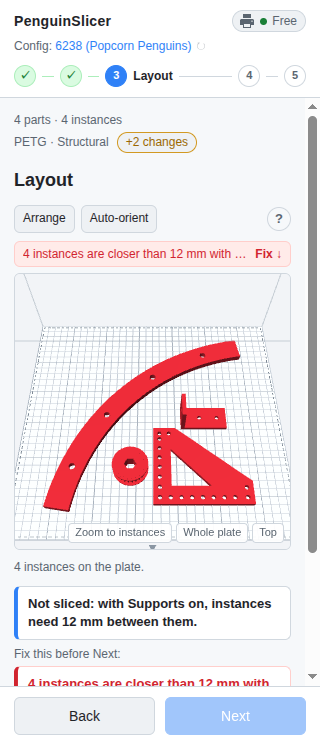 PenguinSlicer
Free
Config: 6238 (Popcorn Penguins)
3 Layout 4 5
4 parts · 4 instances
PETG · Structural +2 changes
Layout
Arrange Auto-orient ?
4 instances are closer than 12 mm with … Fix ↓
Zoom to instances Whole plate Top
4 instances on the plate.
Not sliced: with Supports on, instances
need 12 mm between them.
Fix this before Next:
4 instances are closer than 12 mm with
Back Next